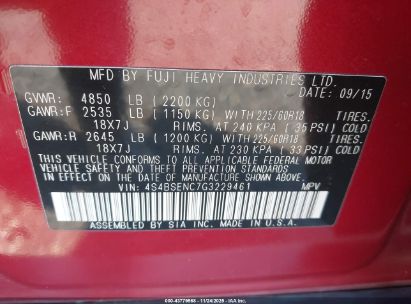 MFD BY FUJI HEAVY INDUSTRIES LTD.
DATE: 09/15
GVWR: 4850 LB (2200 KG)
GAWR:F 2535 LB (1150 KG) WITH 225/60R18 TIRES.
18X7J RIMS. AT 240 KPA (35 PSI) COLD
GAWR:R 2645 LB (1200 KG) WITH 225/60R18 TIRES.
18X7J RIMS. AT 230 KPA (33 PSI) COLD
THIS VEHICLE CONFORMS TO ALL APPLICABLE FEDERAL MOTOR
VEHICLE SAFETY AND THEFT PREVENTION STANDARDS
IN EFFECT ON THE DATE OF MANUFACTURE SHOWN ABOVE.
VIN: 4S4BSENC7G3229461 MPV
ASSEMBLED BY SIA INC. MADE IN U.S.A.